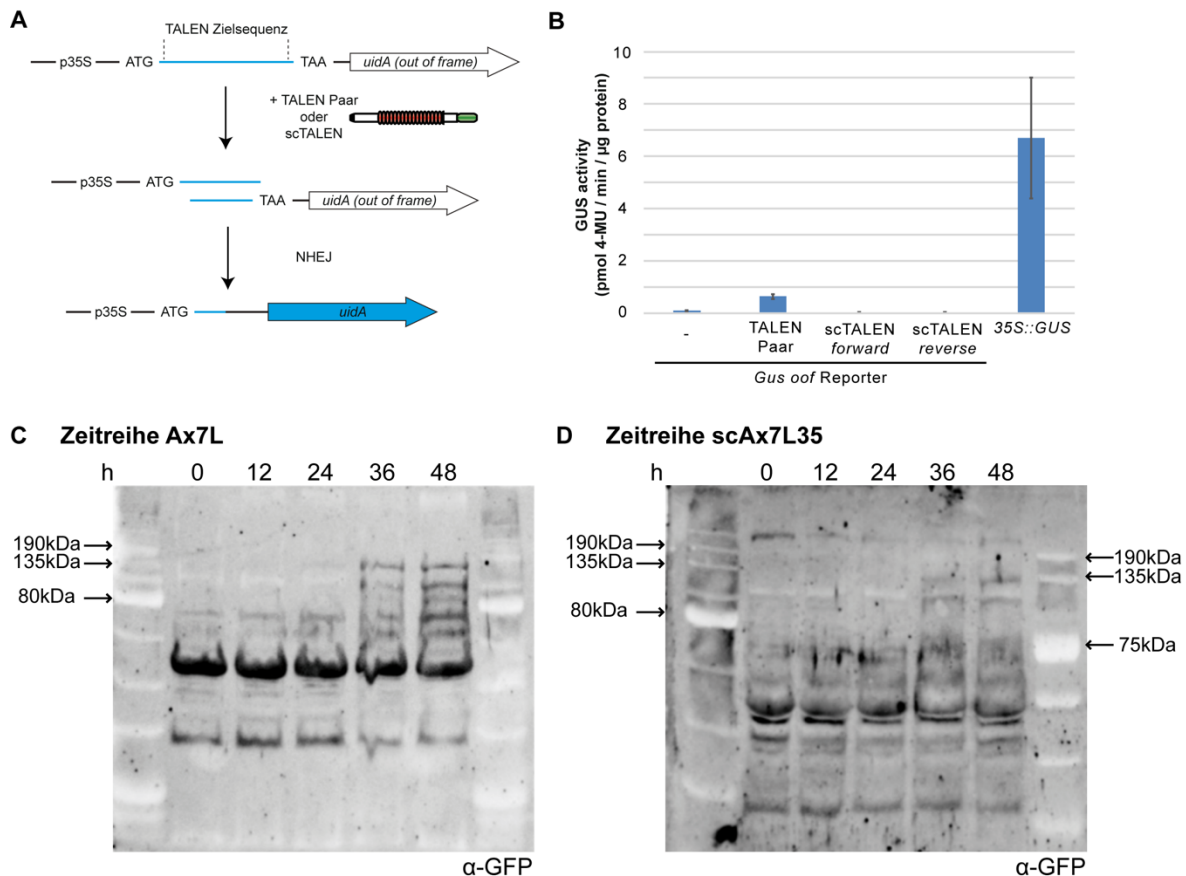 A
TALEN Zielsequenz
p35S ATG TAA uidA (out of frame)
+ TALEN Paar
oder
scTALEN
p35S ATG
TAA uidA (out of frame)
NHEJ
p35S ATG uidA
B
GUS activity
(pmol 4-MU / min / µg protein)
10
8
6
4
2
0
-
TALEN
Paar
scTALEN
forward
scTALEN
reverse
35S::GUS
Gus oof Reporter
C Zeitreihe Ax7L
h 0 12 24 36 48
190kDa
135kDa
80kDa
α-GFP
D Zeitreihe scAx7L35
h 0 12 24 36 48
190kDa
135kDa
80kDa
190kDa
135kDa
75kDa
α-GFP